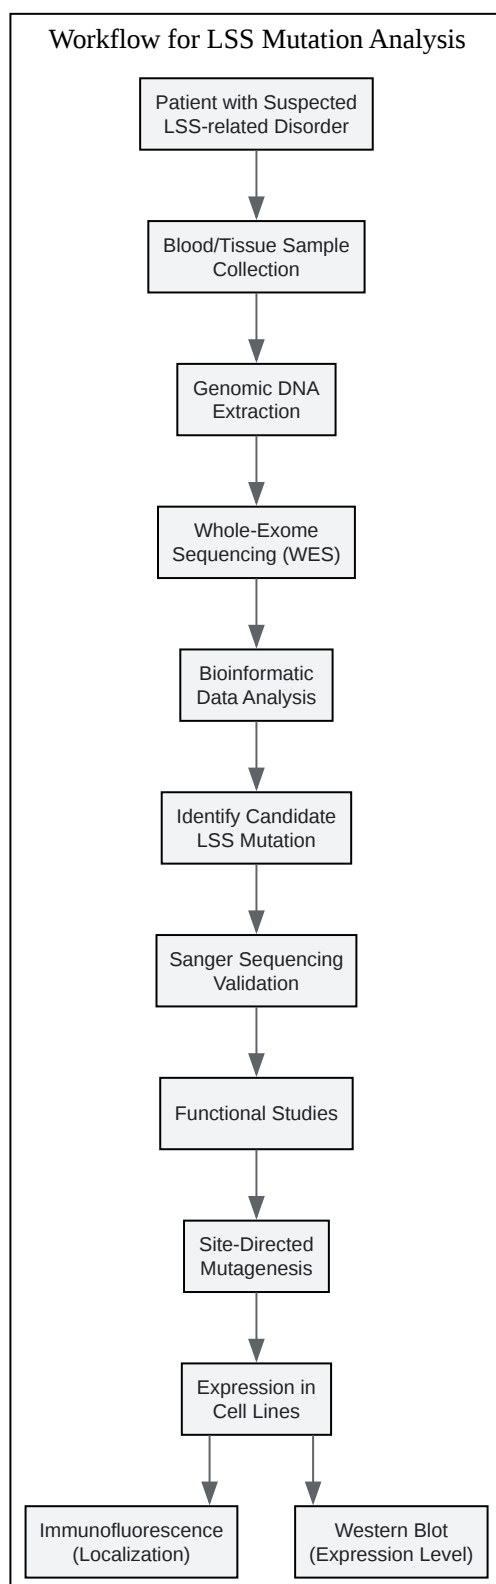 Workflow for LSS Mutation Analysis
Patient with Suspected
LSS-related Disorder
Blood/Tissue Sample
Collection
Genomic DNA
Extraction
Whole-Exome
Sequencing (WES)
Bioinformatic
Data Analysis
Identify Candidate
LSS Mutation
Sanger Sequencing
Validation
Functional Studies
Site-Directed
Mutagenesis
Expression in
Cell Lines
Immunofluorescence
(Localization)
Western Blot
(Expression Level)